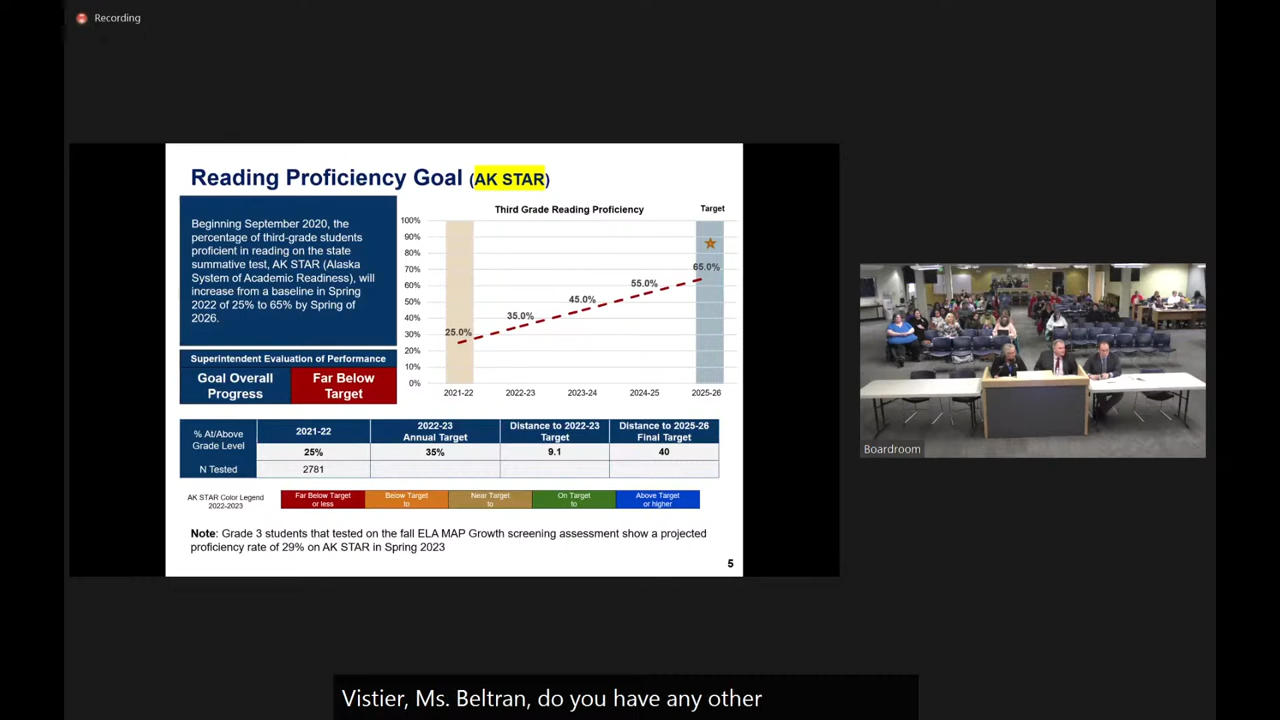 Recording
Reading Proficiency Goal (AK STAR)
Beginning September 2020, the
percentage of third-grade students
proficient in reading on the state
summative test, AK STAR (Alaska
System of Academic Readiness), will
increase from a baseline in Spring
2022 of 25% to 65% by Spring of
2026.
Superintendent Evaluation of Performance
Goal Overall
Progress
Far Below
Target
Third Grade Reading Proficiency
Target
100%
90%
80%
70%
60%
50%
40%
30%
20%
10%
0%
25.0%
35.0%
45.0%
55.0%
65.0%
2021-22
2022-23
2023-24
2024-25
2025-26
% At/Above
Grade Level
2021-22
2022-23
Annual Target
Distance to 2022-23
Target
Distance to 2025-26
Final Target
25%
35%
9.1
40
N Tested
2781
AK STAR Color Legend
2022-2023
Far Below Target
or less
Below Target
to
Near Target
to
On Target
to
Above Target
or higher
Note: Grade 3 students that tested on the fall ELA MAP Growth screening assessment show a projected
proficiency rate of 29% on AK STAR in Spring 2023
5
Boardroom
Vistier, Ms. Beltran, do you have any other